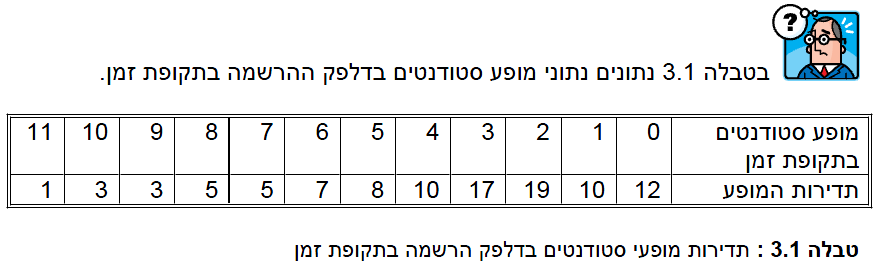 ?
בטבלה 3.1 נתונים נתוני מופע סטודנטים בדלפק ההרשמה בתקופת זמן.
מופע סטודנטים 0 1 2 3 4 5 6 7 8 9 10 11
בתקופת זמן
תדירות המופע 12 10 19 17 10 8 7 5 5 3 3 1
טבלה 3.1 : תדירות מופעי סטודנטים בדלפק הרשמה בתקופת זמן